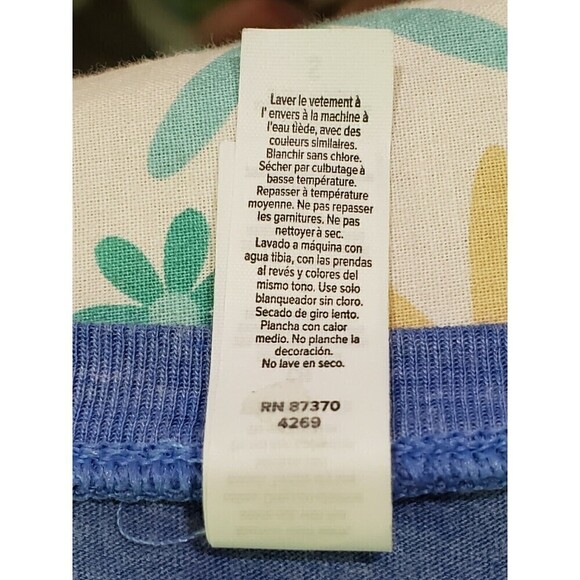 Laver le vetement à
l' envers à la machine à
l'eau tiède, avec des
couleurs similaires.
Blanchir sans chlore.
Sécher par culbutage à
basse température.
Repasser à température
moyenne. Ne pas repasser
les garnitures. Ne pas
nettoyer à sec.
Lavado a máquina con
agua tibia, con las prendas
al revés y colores del
mismo tono. Use solo
blanqueador sin cloro.
Secado de giro lento.
Plancha con calor
medio. No planche la
decoración.
No lave en seco.
RN 87370
4269